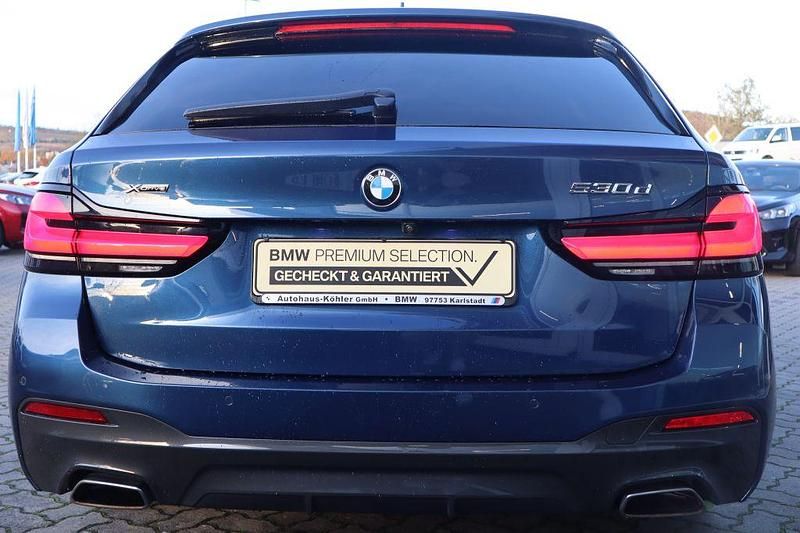 BMW
xDrive
530d
BMW PREMIUM SELECTION.
GECHECKT & GARANTIERT
Autohaus-Köhler GmbH • BMW 97753 Karlstadt